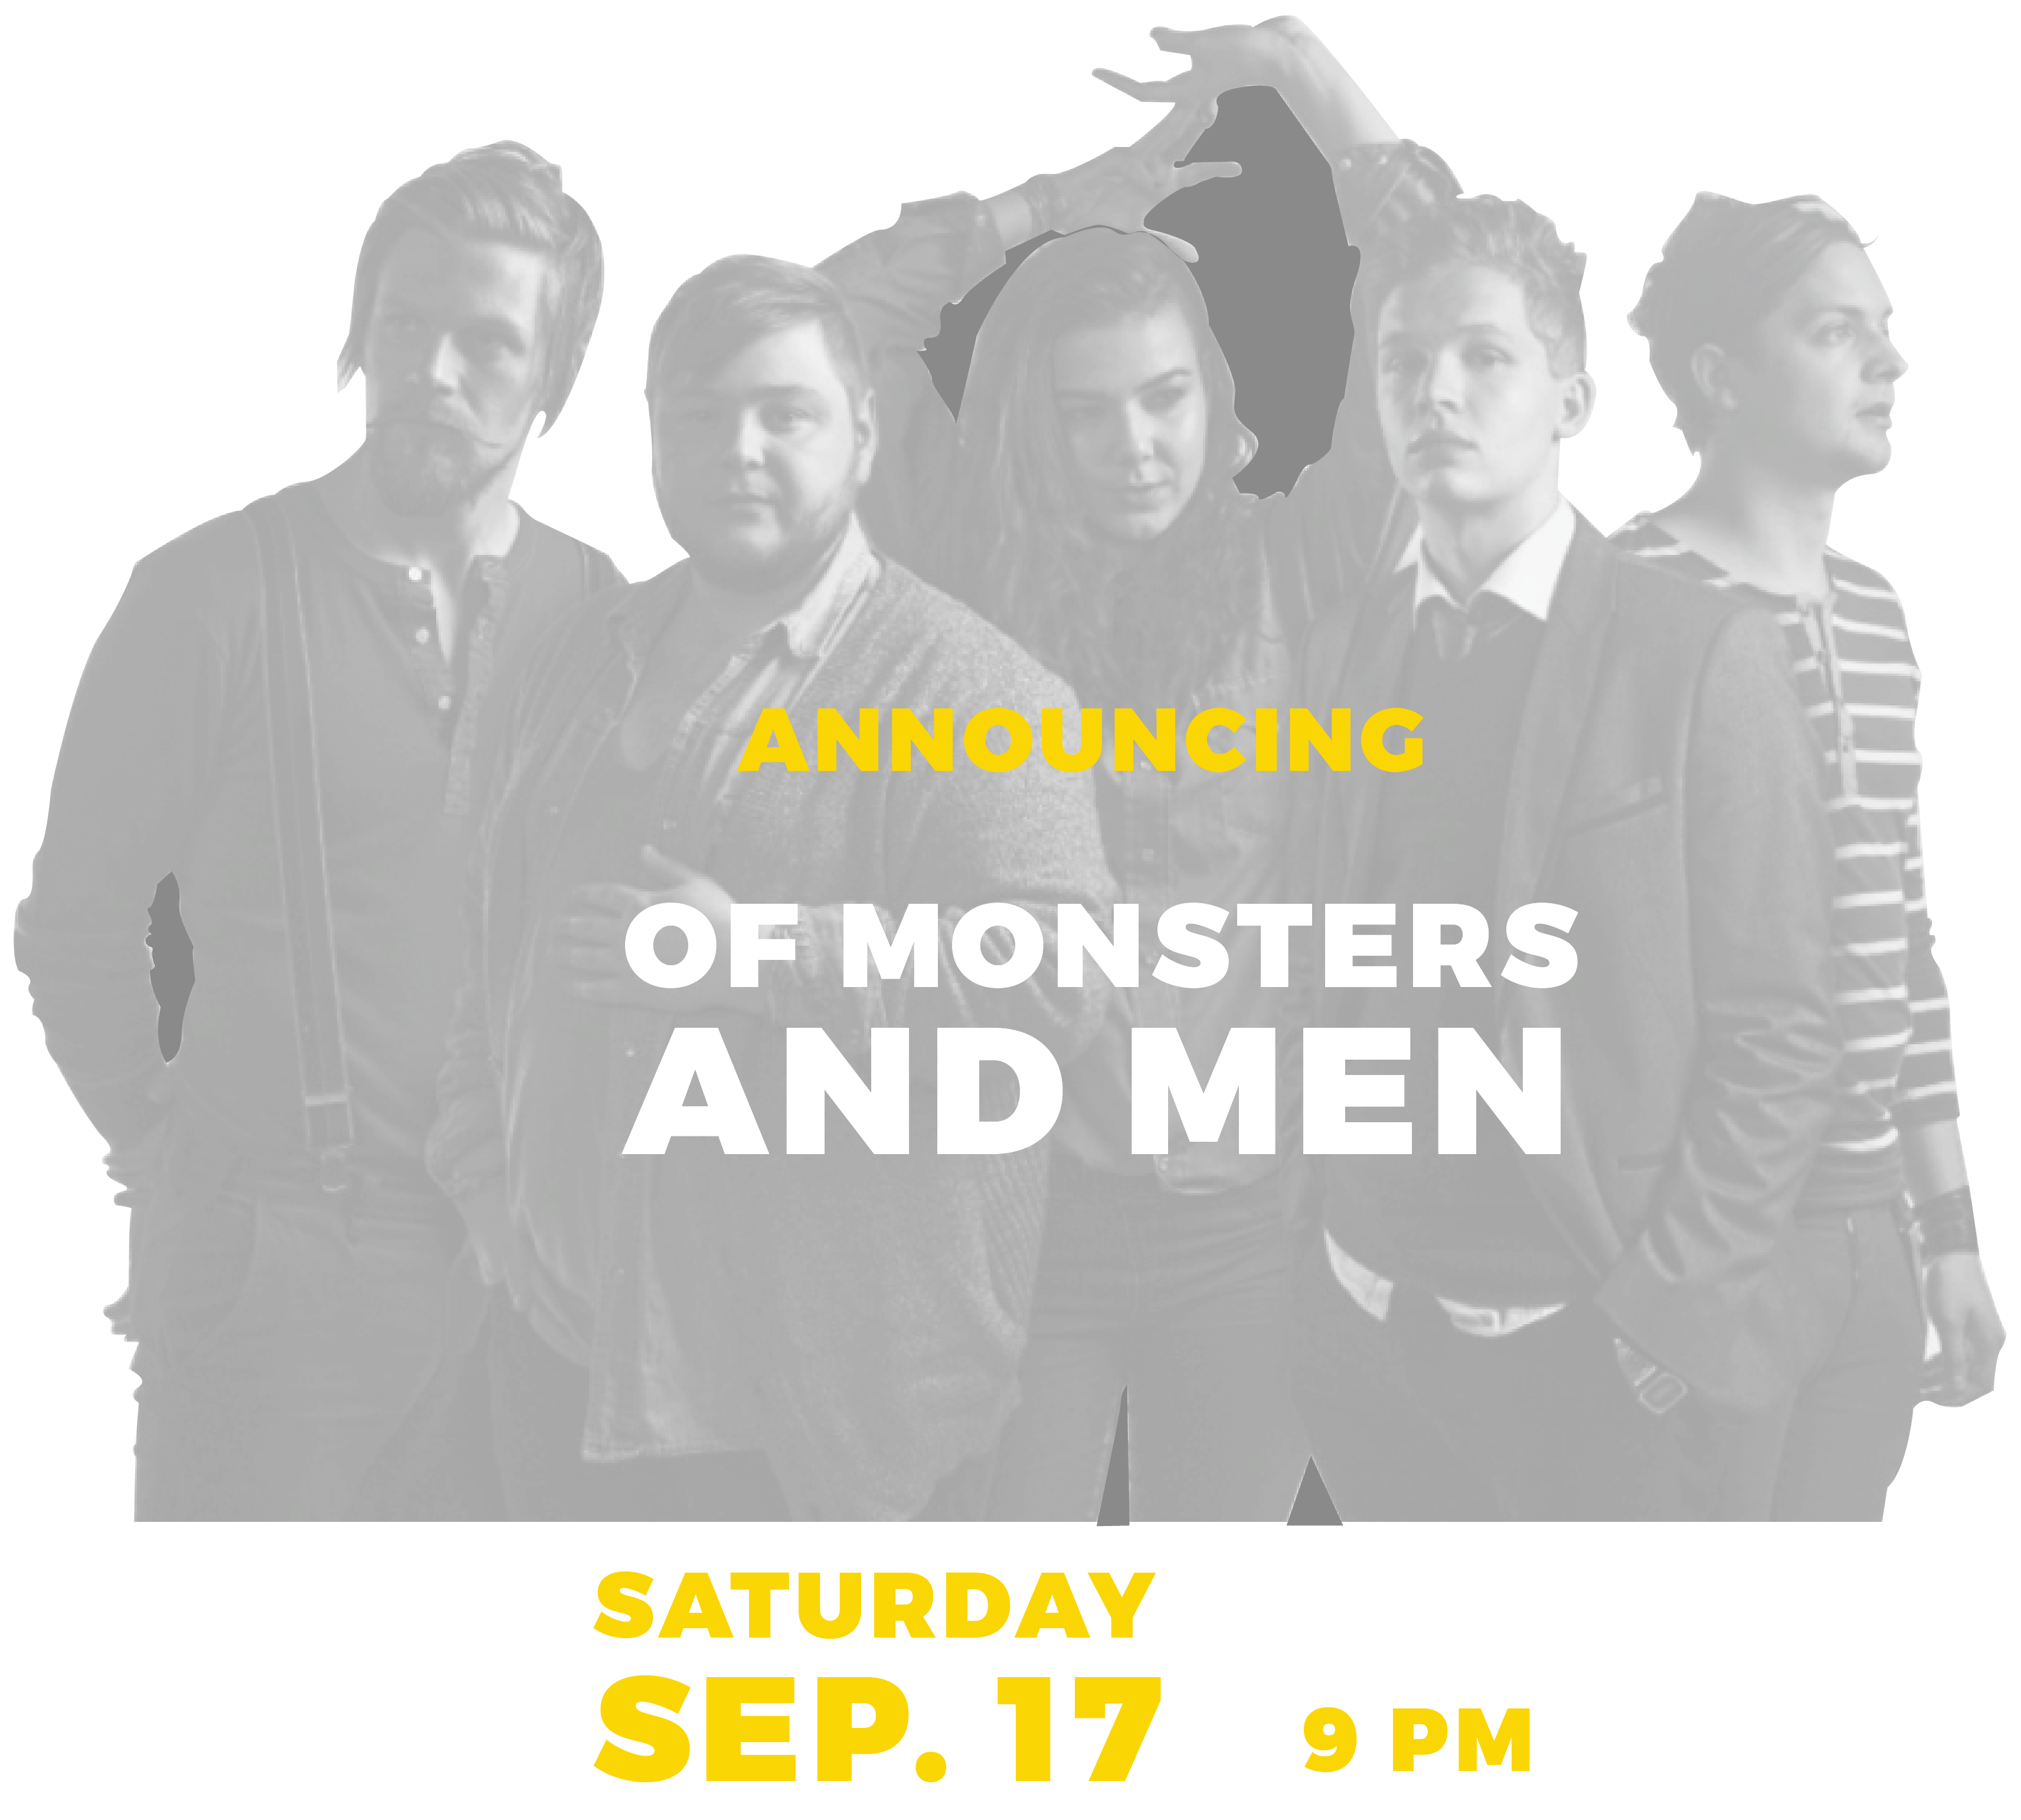 ANNOUNCING
OF MONSTERS
AND MEN
SATURDAY
SEP. 17
9 PM